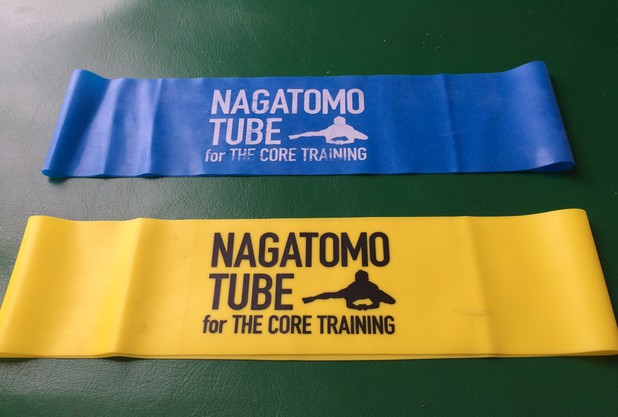 NAGATOMO
TUBE
for THE CORE TRAINING
NAGATOMO
TUBE
for THE CORE TRAINING